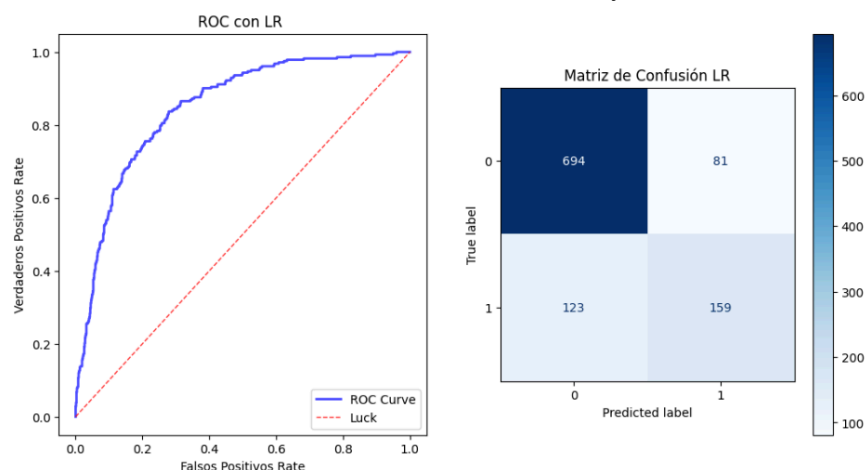 ROC con LR
1.0
0.8
0.6
0.4
0.2
0.0
Verdaderos Positivos Rate
ROC Curve
Luck
0.0 0.2 0.4 0.6 0.8 1.0
Falsos Positivos Rate
Matriz de Confusión LR
0
694 81
True label
1
123 159
0 1
Predicted label
600
500
400
300
200
100